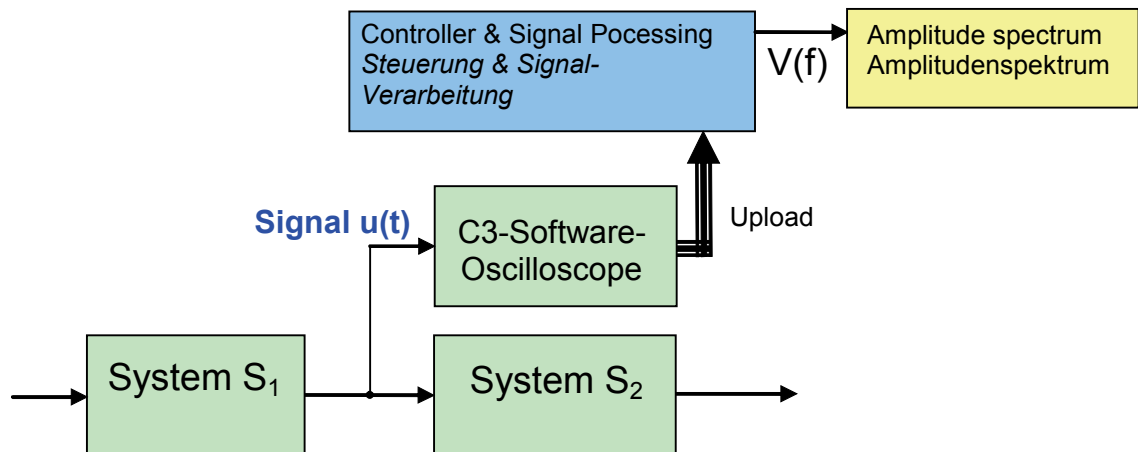 Controller & Signal Pocessing
Steuerung & Signal-
Verarbeitung
V(f)
Amplitude spectrum
Amplitudenspektrum
Signal u(t)
C3-Software-
Oscilloscope
Upload
System S₁
System S₂